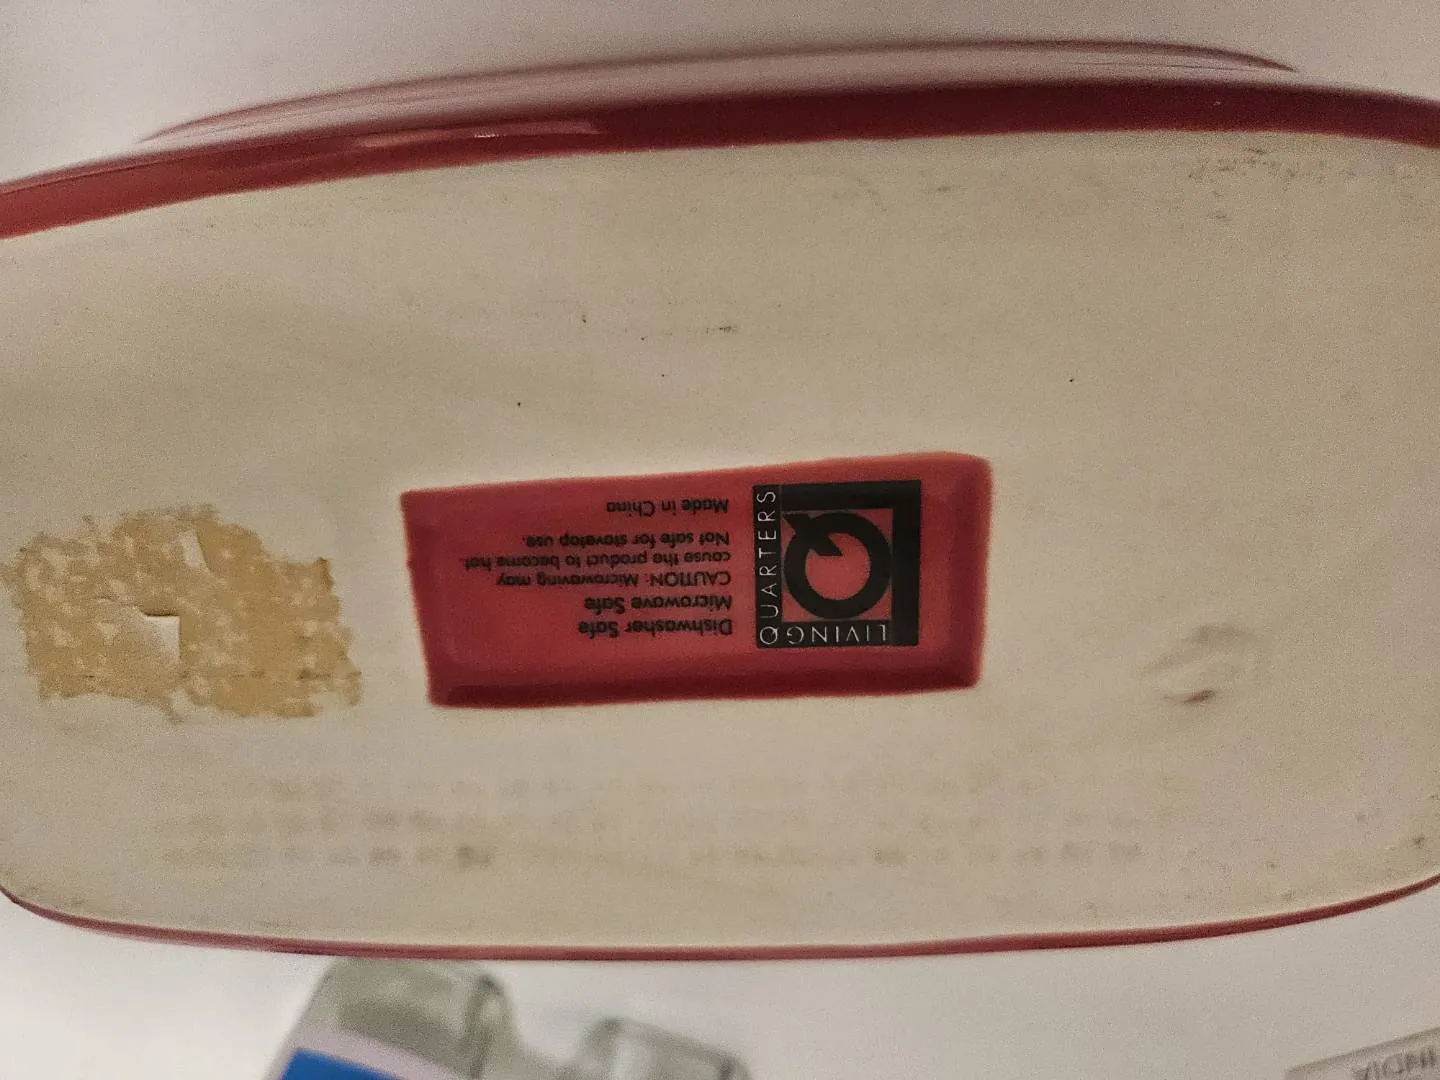 LIVING
QUARTERS
Q
Dishwasher Safe
Microwave Safe
CAUTION: Microwaving may
cause the product to become hot.
Not safe for stovetop use.
Made in China
INDIA